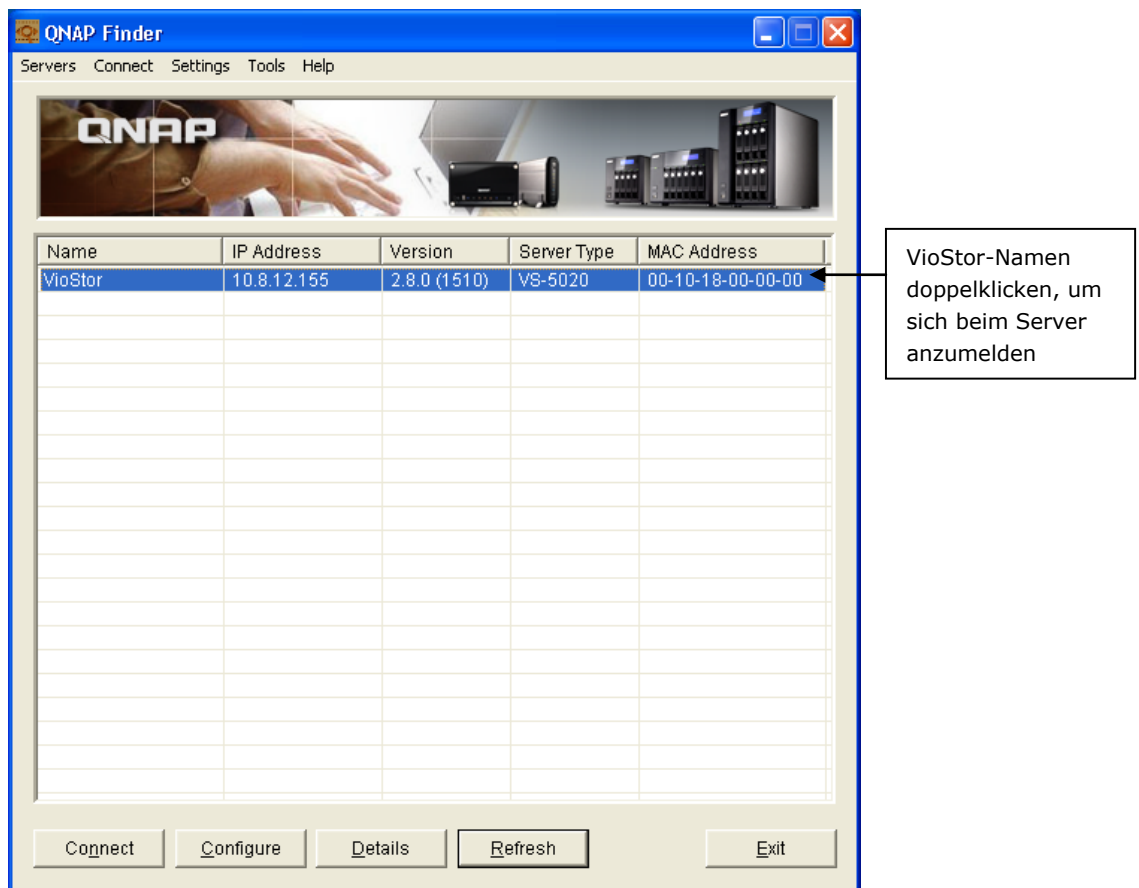 QNAP Finder
Servers Connect Settings Tools Help
QNAP
Name IP Address Version Server Type MAC Address
VioStor 10.8.12.155 2.8.0 (1510) VS-5020 00-10-18-00-00-00
VioStor-Namen
doppelklicken, um
sich beim Server
anzumelden
Connect Configure Details Refresh Exit